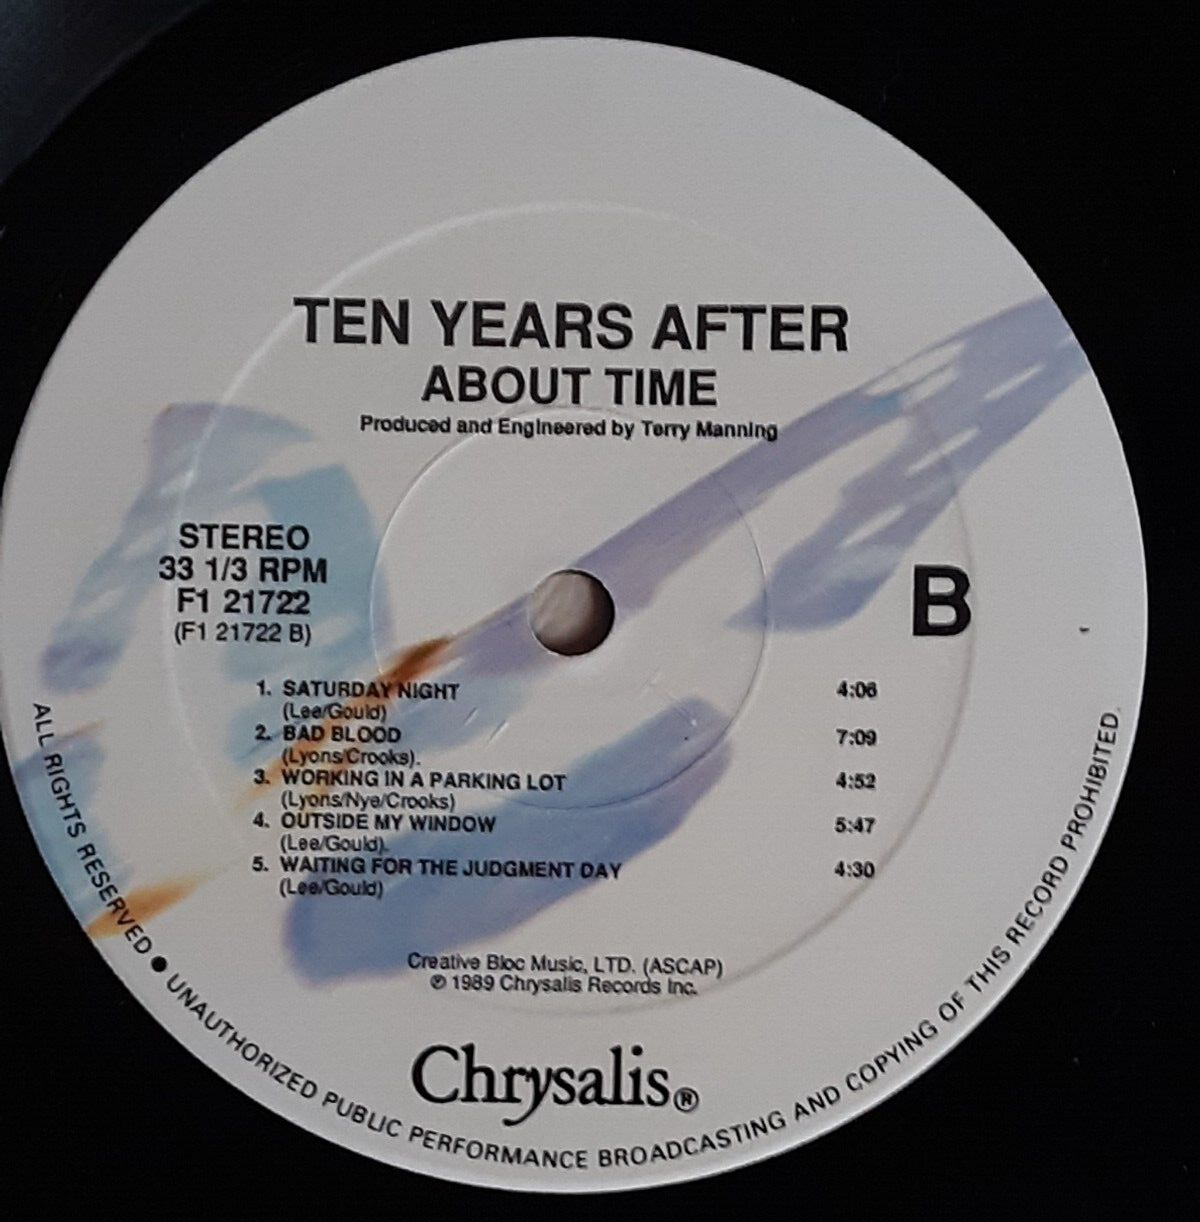 TEN YEARS AFTER
ABOUT TIME
Produced and Engineered by Terry Manning
STEREO
33 1/3 RPM
F1 21722
(F1 21722 B)
B
1. SATURDAY NIGHT 4:06
(Lee/Gould)
2. BAD BLOOD 7:09
(Lyons/Crooks).
3. WORKING IN A PARKING LOT 4:52
(Lyons/Nye/Crooks)
4. OUTSIDE MY WINDOW 5:47
(Lee/Gould).
5. WAITING FOR THE JUDGMENT DAY 4:30
(Lee/Gould)
Creative Bloc Music, LTD. (ASCAP)
℗ 1989 Chrysalis Records Inc.
Chrysalis®
ALL RIGHTS RESERVED ● UNAUTHORIZED PUBLIC PERFORMANCE BROADCASTING AND COPYING OF THIS RECORD PROHIBITED.